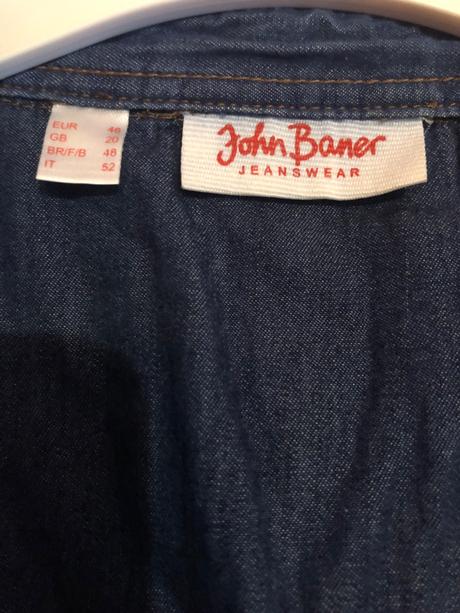 EUR 46
GB 20
BR/F/B 48
IT 52
John Baner
JEANSWEAR